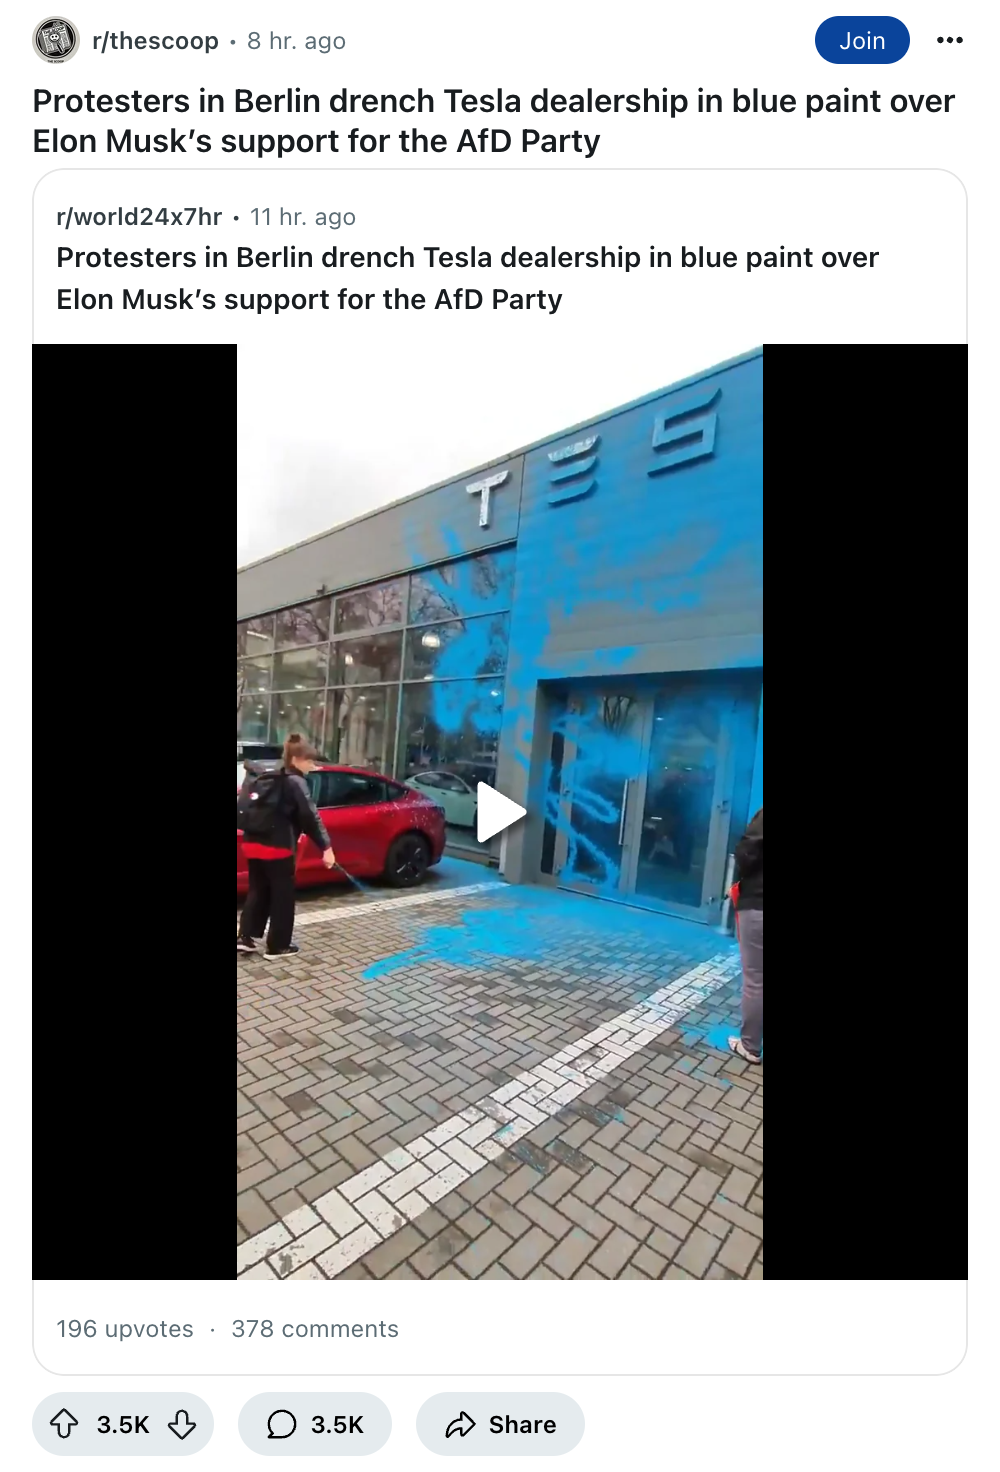 r/thescoop • 8 hr. ago
Join
Protesters in Berlin drench Tesla dealership in blue paint over
Elon Musk’s support for the AfD Party
r/world24x7hr • 11 hr. ago
Protesters in Berlin drench Tesla dealership in blue paint over
Elon Musk’s support for the AfD Party
T E S
196 upvotes · 378 comments
3.5K
3.5K
Share